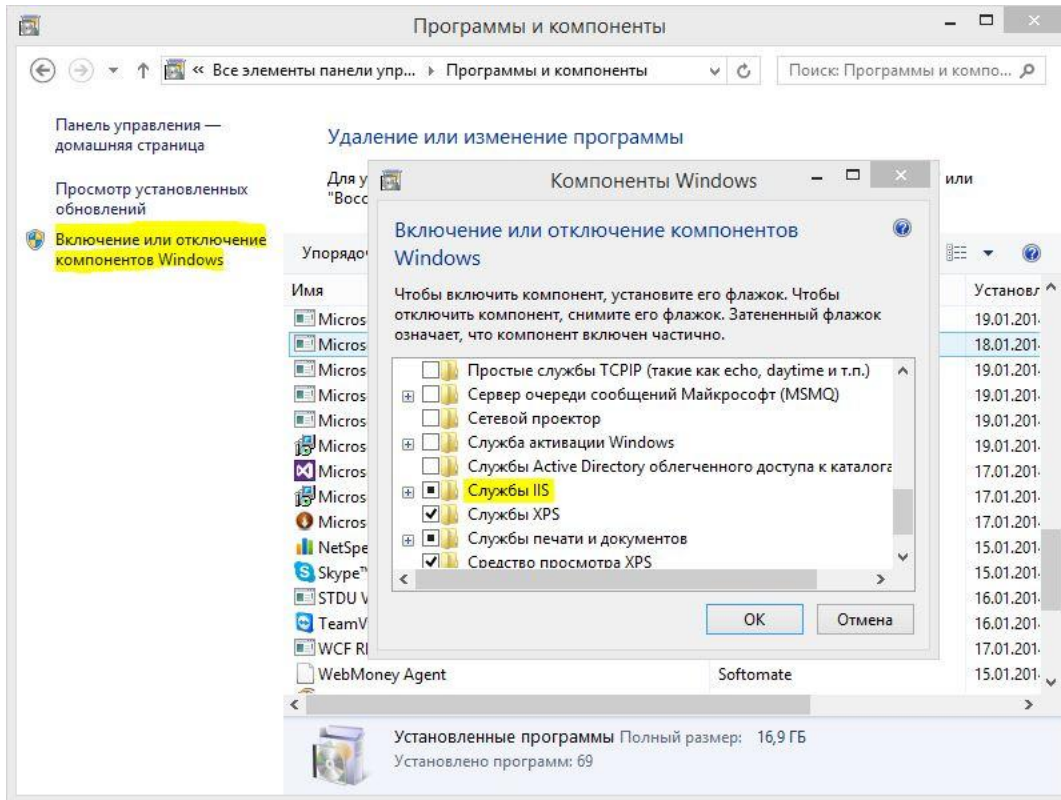 Программы и компоненты
« Все элементы панели упр... Программы и компоненты
Поиск: Программы и компо...
Панель управления —
домашняя страница
Просмотр установленных
обновлений
Включение или отключение
компонентов Windows
Удаление или изменение программы
Для у
или
"Восс
Упорядо
Имя
Установл
Micros
19.01.201
Micros
18.01.201
Micros
19.01.201
Micros
19.01.201
Micros
19.01.201
Micros
19.01.201
Micros
17.01.201
Micros
17.01.201
Micros
17.01.201
NetSpe
15.01.201
Skype™
15.01.201
STDU V
16.01.201
TeamV
16.01.201
WCF RI
17.01.201
WebMoney Agent
Softomate
15.01.201
Компоненты Windows
Включение или отключение компонентов
Windows
Чтобы включить компонент, установите его флажок. Чтобы
отключить компонент, снимите его флажок. Затененный флажок
означает, что компонент включен частично.
Простые службы TCPIP (такие как echo, daytime и т.п.)
Сервер очереди сообщений Майкрософт (MSMQ)
Сетевой проектор
Служба активации Windows
Службы Active Directory облегченного доступа к каталога
Службы IIS
Службы XPS
Службы печати и документов
Средство просмотра XPS
ОК
Отмена
Установленные программы Полный размер: 16,9 ГБ
Установлено программ: 69